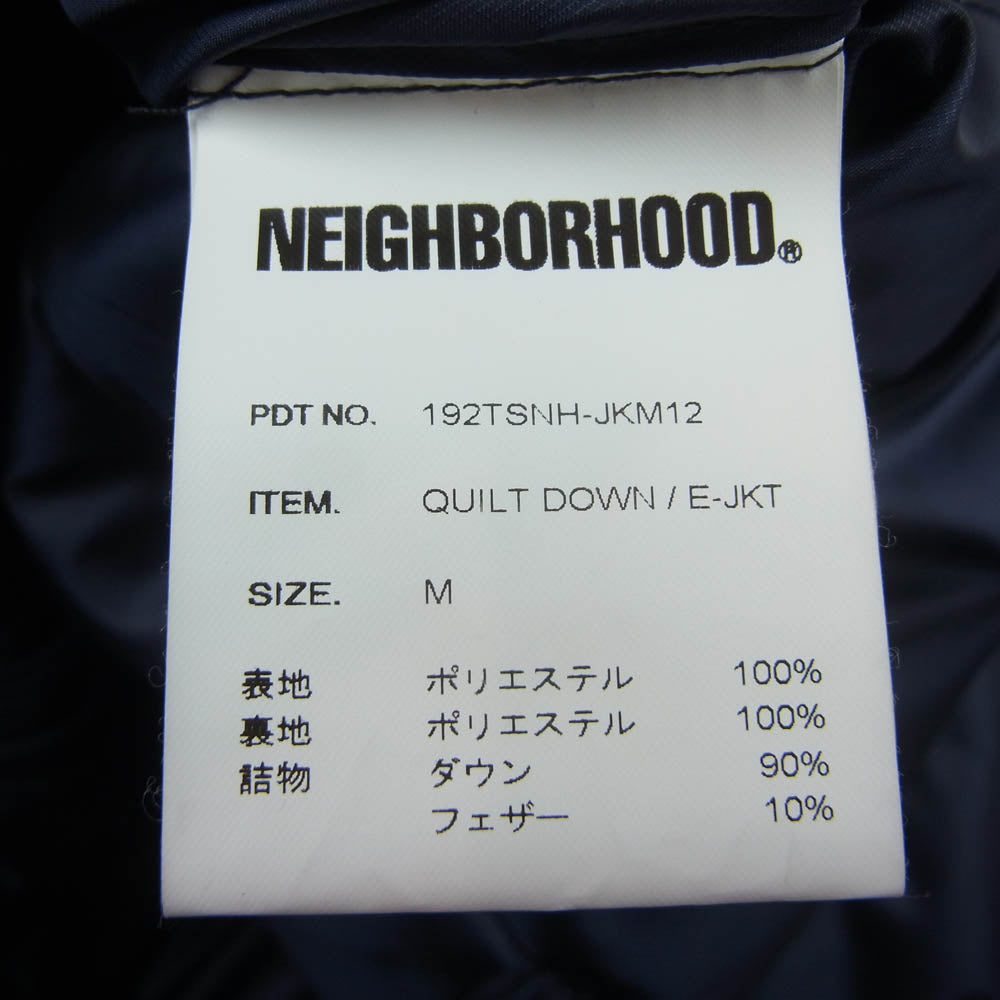 NEIGHBORHOOD®
PDT NO. 192TSNH-JKM12
ITEM. QUILT DOWN / E-JKT
SIZE. M
表地 ポリエステル 100%
裏地 ポリエステル 100%
詰物 ダウン 90%
フェザー 10%